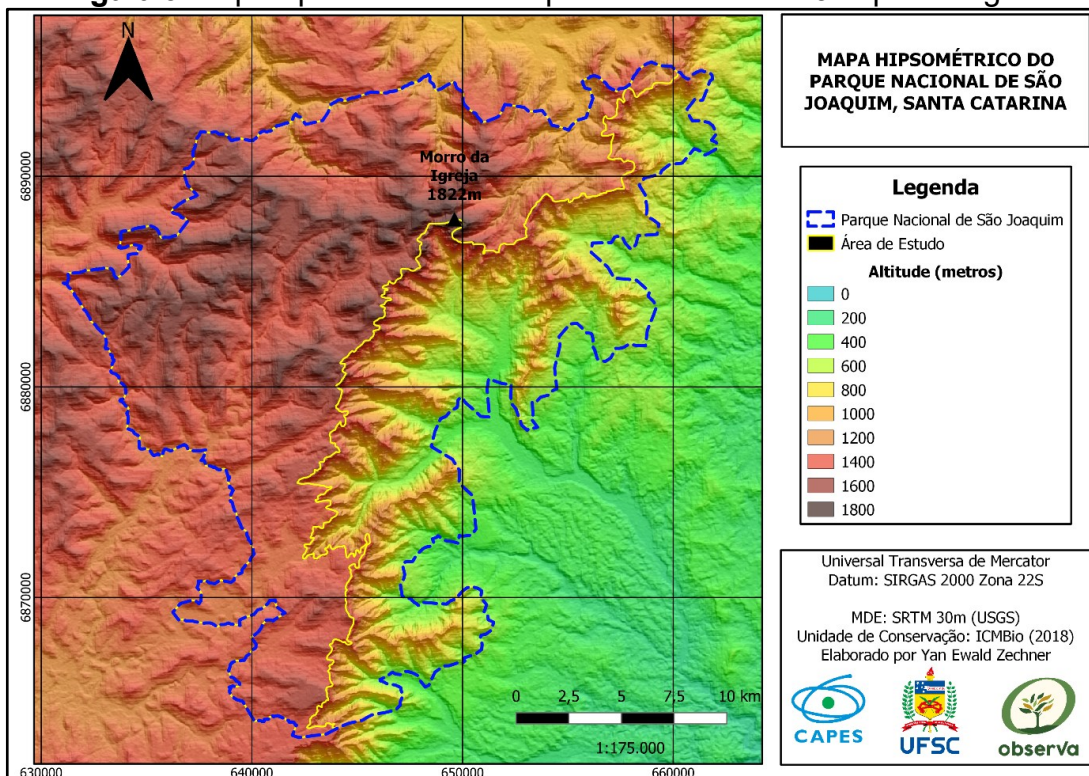 MAPA HIPSOMÉTRICO DO
PARQUE NACIONAL DE SÃO
JOAQUIM, SANTA CATARINA
N
Morro da
Igreja
1822m
6890000
6880000
6870000
630000
640000
650000
660000
0 2,5 5 7,5 10 km
1:175.000
Legenda
Parque Nacional de São Joaquim
Área de Estudo
Altitude (metros)
0
200
400
600
800
1000
1200
1400
1600
1800
Universal Transversa de Mercator
Datum: SIRGAS 2000 Zona 22S
MDE: SRTM 30m (USGS)
Unidade de Conservação: ICMBio (2018)
Elaborado por Yan Ewald Zechner
CAPES
UFSC
observa